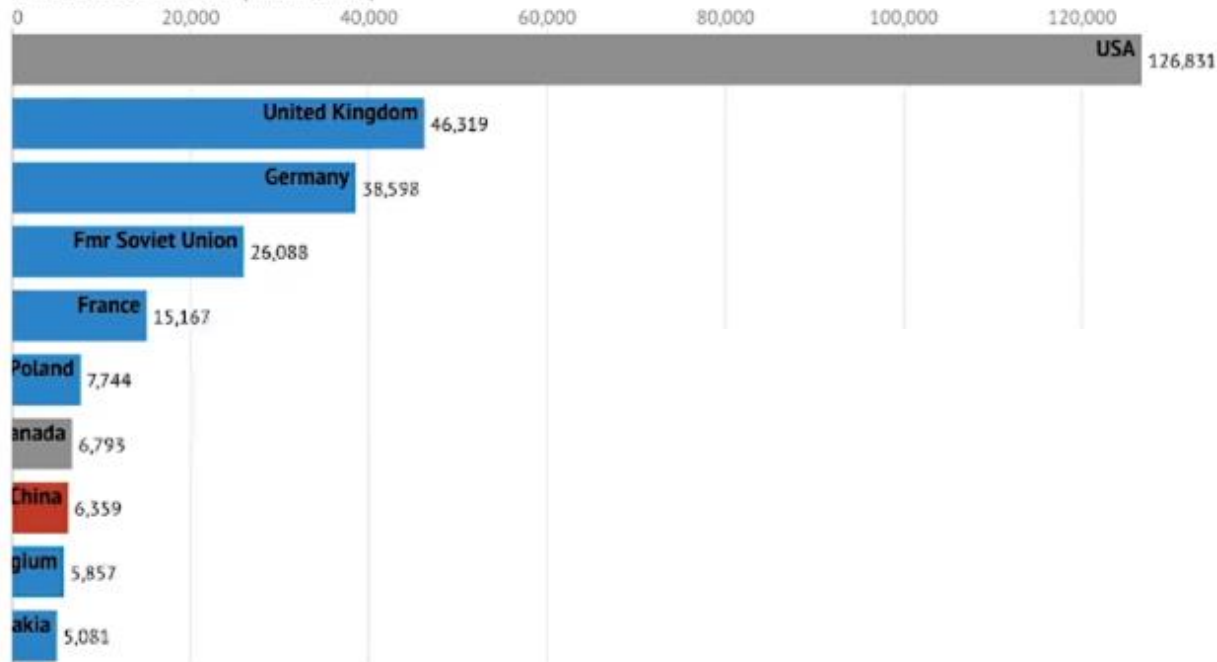 0 20,000 40,000 60,000 80,000 100,000 120,000
USA 126,831
United Kingdom 46,319
Germany 38,598
Fmr Soviet Union 26,088
France 15,167
Poland 7,744
anada 6,793
China 6,359
gium 5,857
akia 5,081